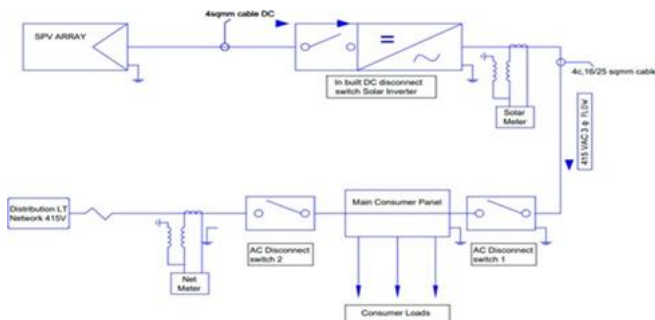 4sqmm cable DC
SPV ARRAY
=
In built DC disconnect
switch Solar Inverter
Solar
Meter
4c,16/25 sqmm cable
415 VAC 3 ф FLOW
Distribution LT
Network 415V
Main Consumer Panel
AC Disconnect
switch 2
AC Disconnect
switch 1
Net
Meter
Consumer Loads